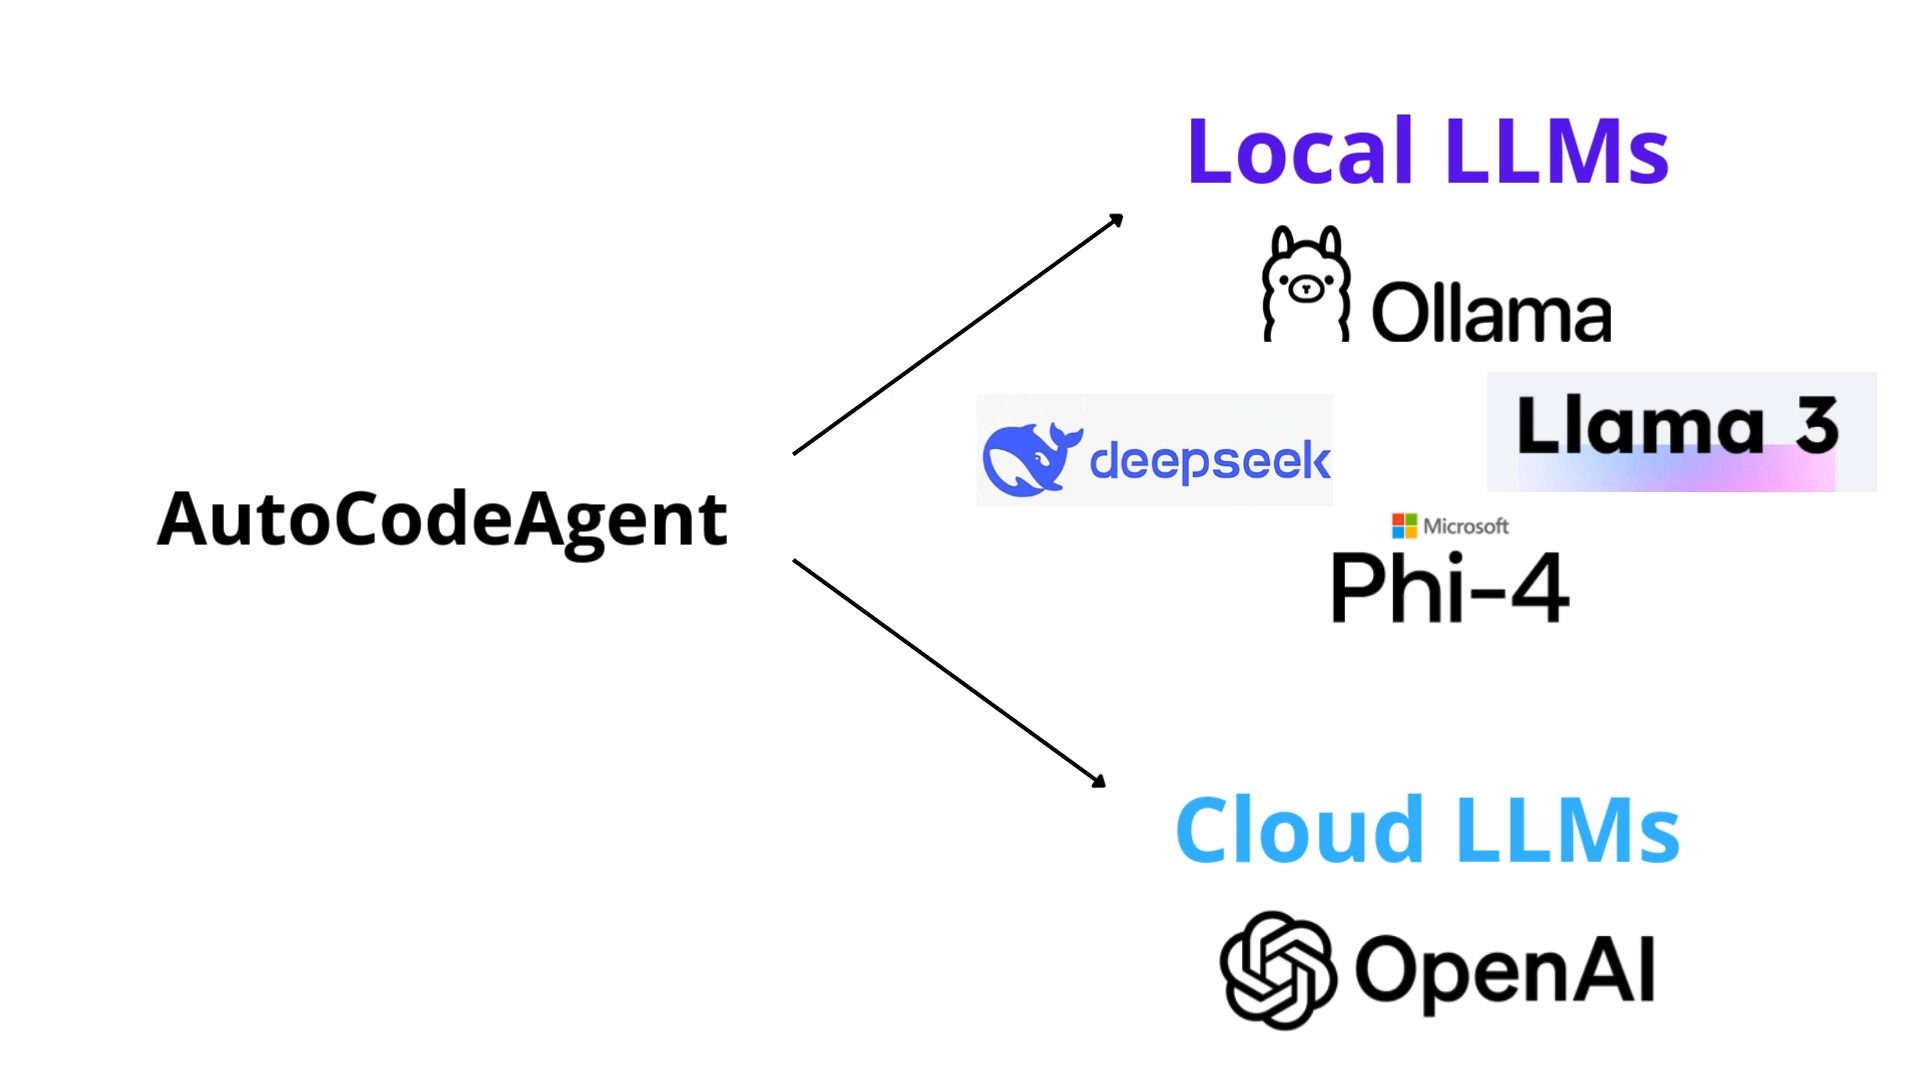 Local LLMs
Ollama
deepseek
Llama 3
Microsoft
Phi-4
AutoCodeAgent
Cloud LLMs
OpenAI